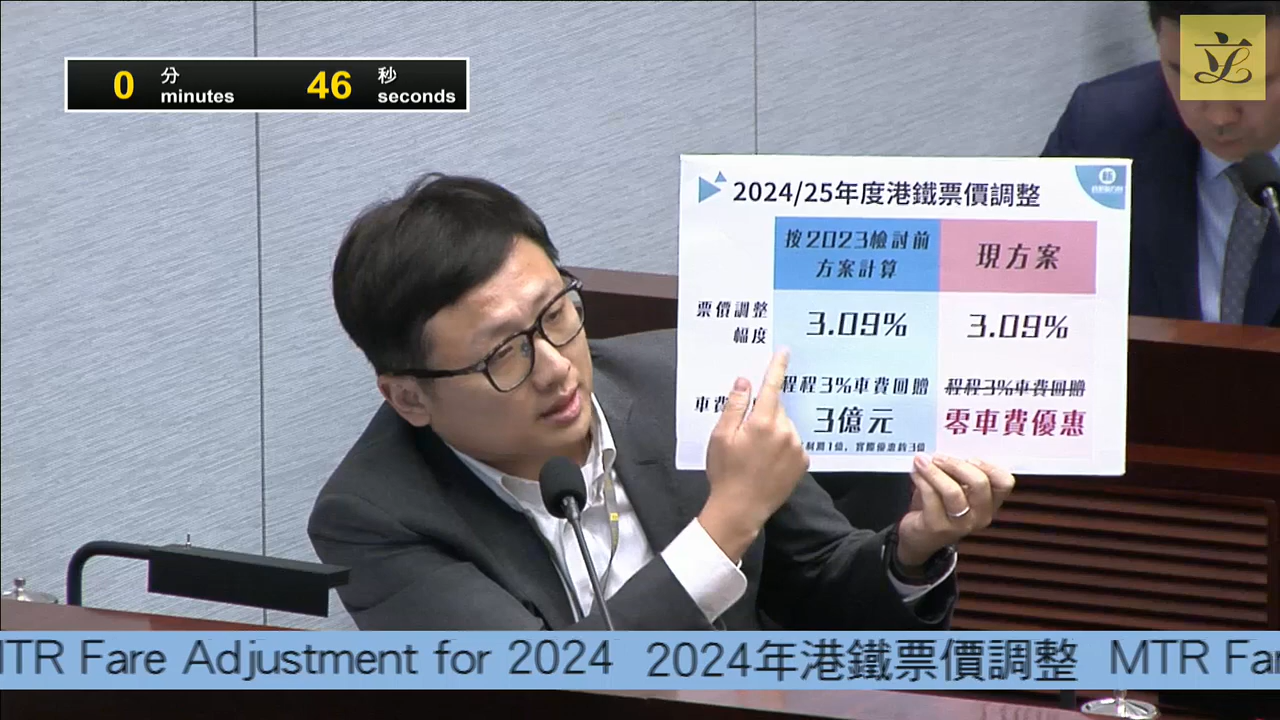 0 分 minutes 46 秒 seconds
立
2024/25年度港鐵票價調整
按2023檢討前
方案計算
現方案
票價調整
幅度
3.09%
3.09%
車費
程程3%車費回贈
3億元
程程3%車費回贈
零車費優惠
MTR Fare Adjustment for 2024 2024年港鐵票價調整 MTR Far